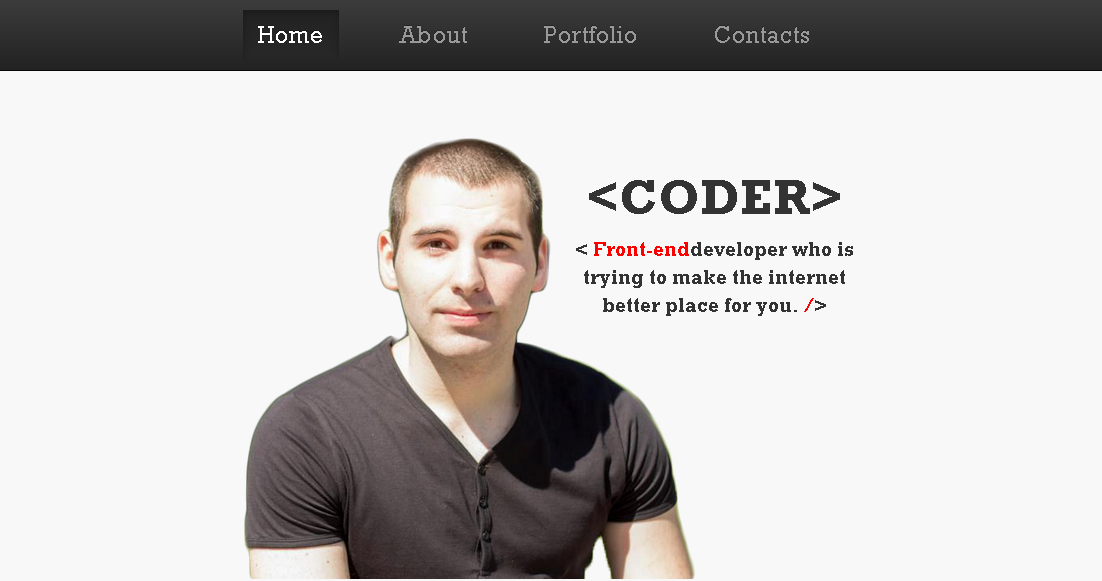 Home About Portfolio Contacts
<CODER>
< Front-enddeveloper who is
trying to make the internet
better place for you. />